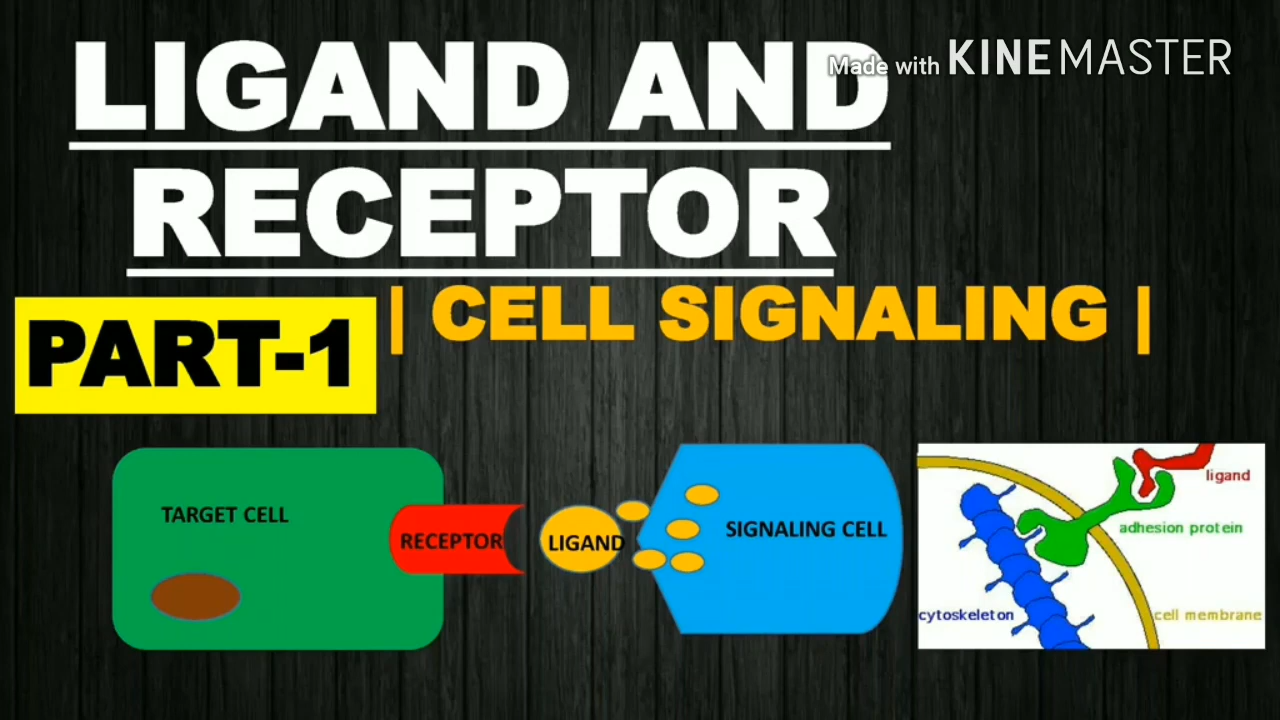 LIGAND AND
Made with KINEMASTER
RECEPTOR
PART-1
| CELL SIGNALING |
TARGET CELL
RECEPTOR
LIGAND
SIGNALING CELL
ligand
adhesion protein
cytoskeleton
cell membrane